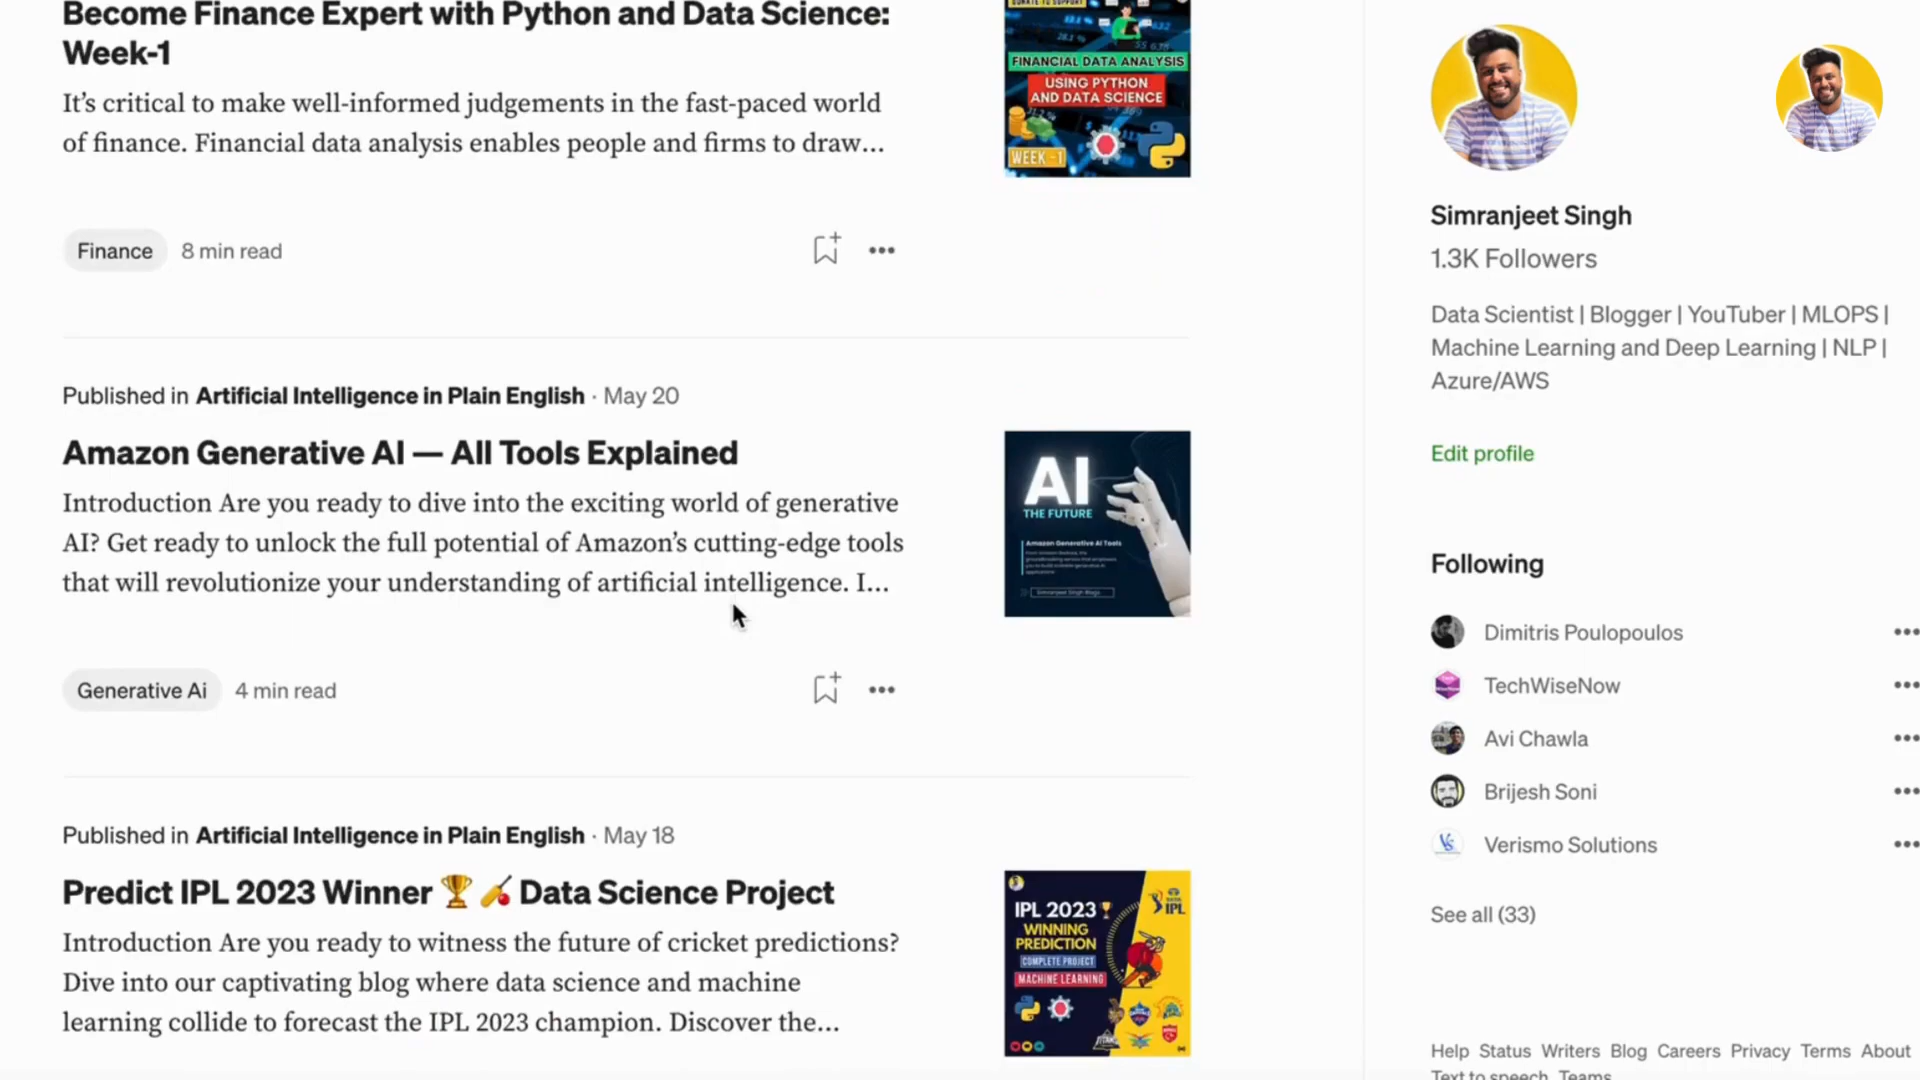 Become Finance Expert with Python and Data Science:
Week-1
It’s critical to make well-informed judgements in the fast-paced world
of finance. Financial data analysis enables people and firms to draw...
Finance 8 min read
FINANCIAL DATA ANALYSIS
USING PYTHON
AND DATA SCIENCE
WEEK -1
Published in Artificial Intelligence in Plain English · May 20
Amazon Generative AI — All Tools Explained
Introduction Are you ready to dive into the exciting world of generative
AI? Get ready to unlock the full potential of Amazon’s cutting-edge tools
that will revolutionize your understanding of artificial intelligence. I...
Generative Ai 4 min read
AI
THE FUTURE
Amazon Generative AI Tools
Simranjeet Singh Blogs
Published in Artificial Intelligence in Plain English · May 18
Predict IPL 2023 Winner 🏆 🏏 Data Science Project
Introduction Are you ready to witness the future of cricket predictions?
Dive into our captivating blog where data science and machine
learning collide to forecast the IPL 2023 champion. Discover the...
IPL 2023
WINNING
PREDICTION
COMPLETE PROJECT
MACHINE LEARNING
IPL
TITANS
Simranjeet Singh
1.3K Followers
Data Scientist | Blogger | YouTuber | MLOPS |
Machine Learning and Deep Learning | NLP |
Azure/AWS
Edit profile
Following
Dimitris Poulopoulos
TechWiseNow
Avi Chawla
Brijesh Soni
Verismo Solutions
See all (33)
Help Status Writers Blog Careers Privacy Terms About
Text to speech Teams